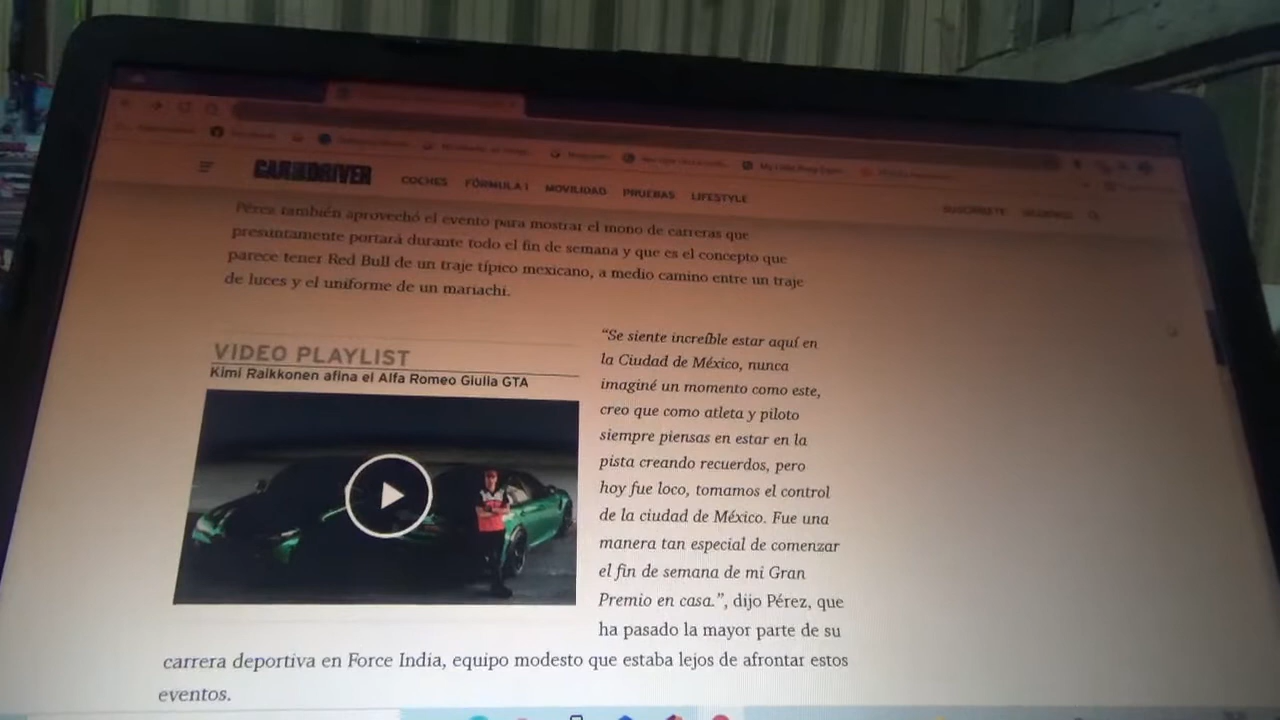 CAR AND DRIVER
COCHES FÓRMULA 1 MOVILIDAD PRUEBAS LIFESTYLE
Pérez también aprovechó el evento para mostrar el mono de carreras que
presuntamente portará durante todo el fin de semana y que es el concepto que
parece tener Red Bull de un traje típico mexicano, a medio camino entre un traje
de luces y el uniforme de un mariachi.
VIDEO PLAYLIST
Kimi Raikkonen afina el Alfa Romeo Giulia GTA
“Se siente increíble estar aquí en
la Ciudad de México, nunca
imaginé un momento como este,
creo que como atleta y piloto
siempre piensas en estar en la
pista creando recuerdos, pero
hoy fue loco, tomamos el control
de la ciudad de México. Fue una
manera tan especial de comenzar
el fin de semana de mi Gran
Premio en casa.”, dijo Pérez, que
ha pasado la mayor parte de su
carrera deportiva en Force India, equipo modesto que estaba lejos de afrontar estos
eventos.